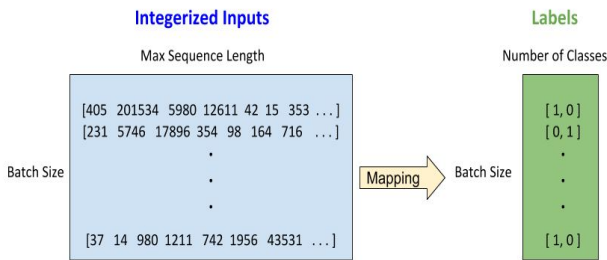 Integerized Inputs
Labels
Max Sequence Length
Number of Classes
[405 201534 5980 12611 42 15 353 ...]
[231 5746 17896 354 98 164 716 ...]
Batch Size
[37 14 980 1211 742 1956 43531 ...]
Mapping
Batch Size
[1, 0]
[0, 1]
[1, 0]